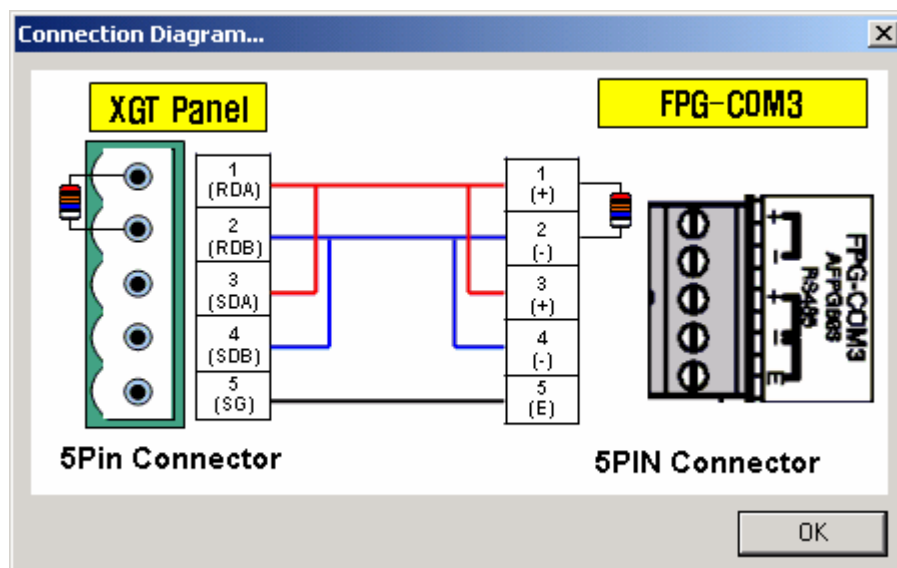 Connection Diagram...
XGT Panel
FPG-COM3
1
(RDA)
2
(RDB)
3
(SDA)
4
(SDB)
5
(SG)
1
(+)
2
(-)
3
(+)
4
(-)
5
(E)
+
-
+
-
E
RS485
AFPG803
FPG-COM3
5Pin Connector
5PIN Connector
OK